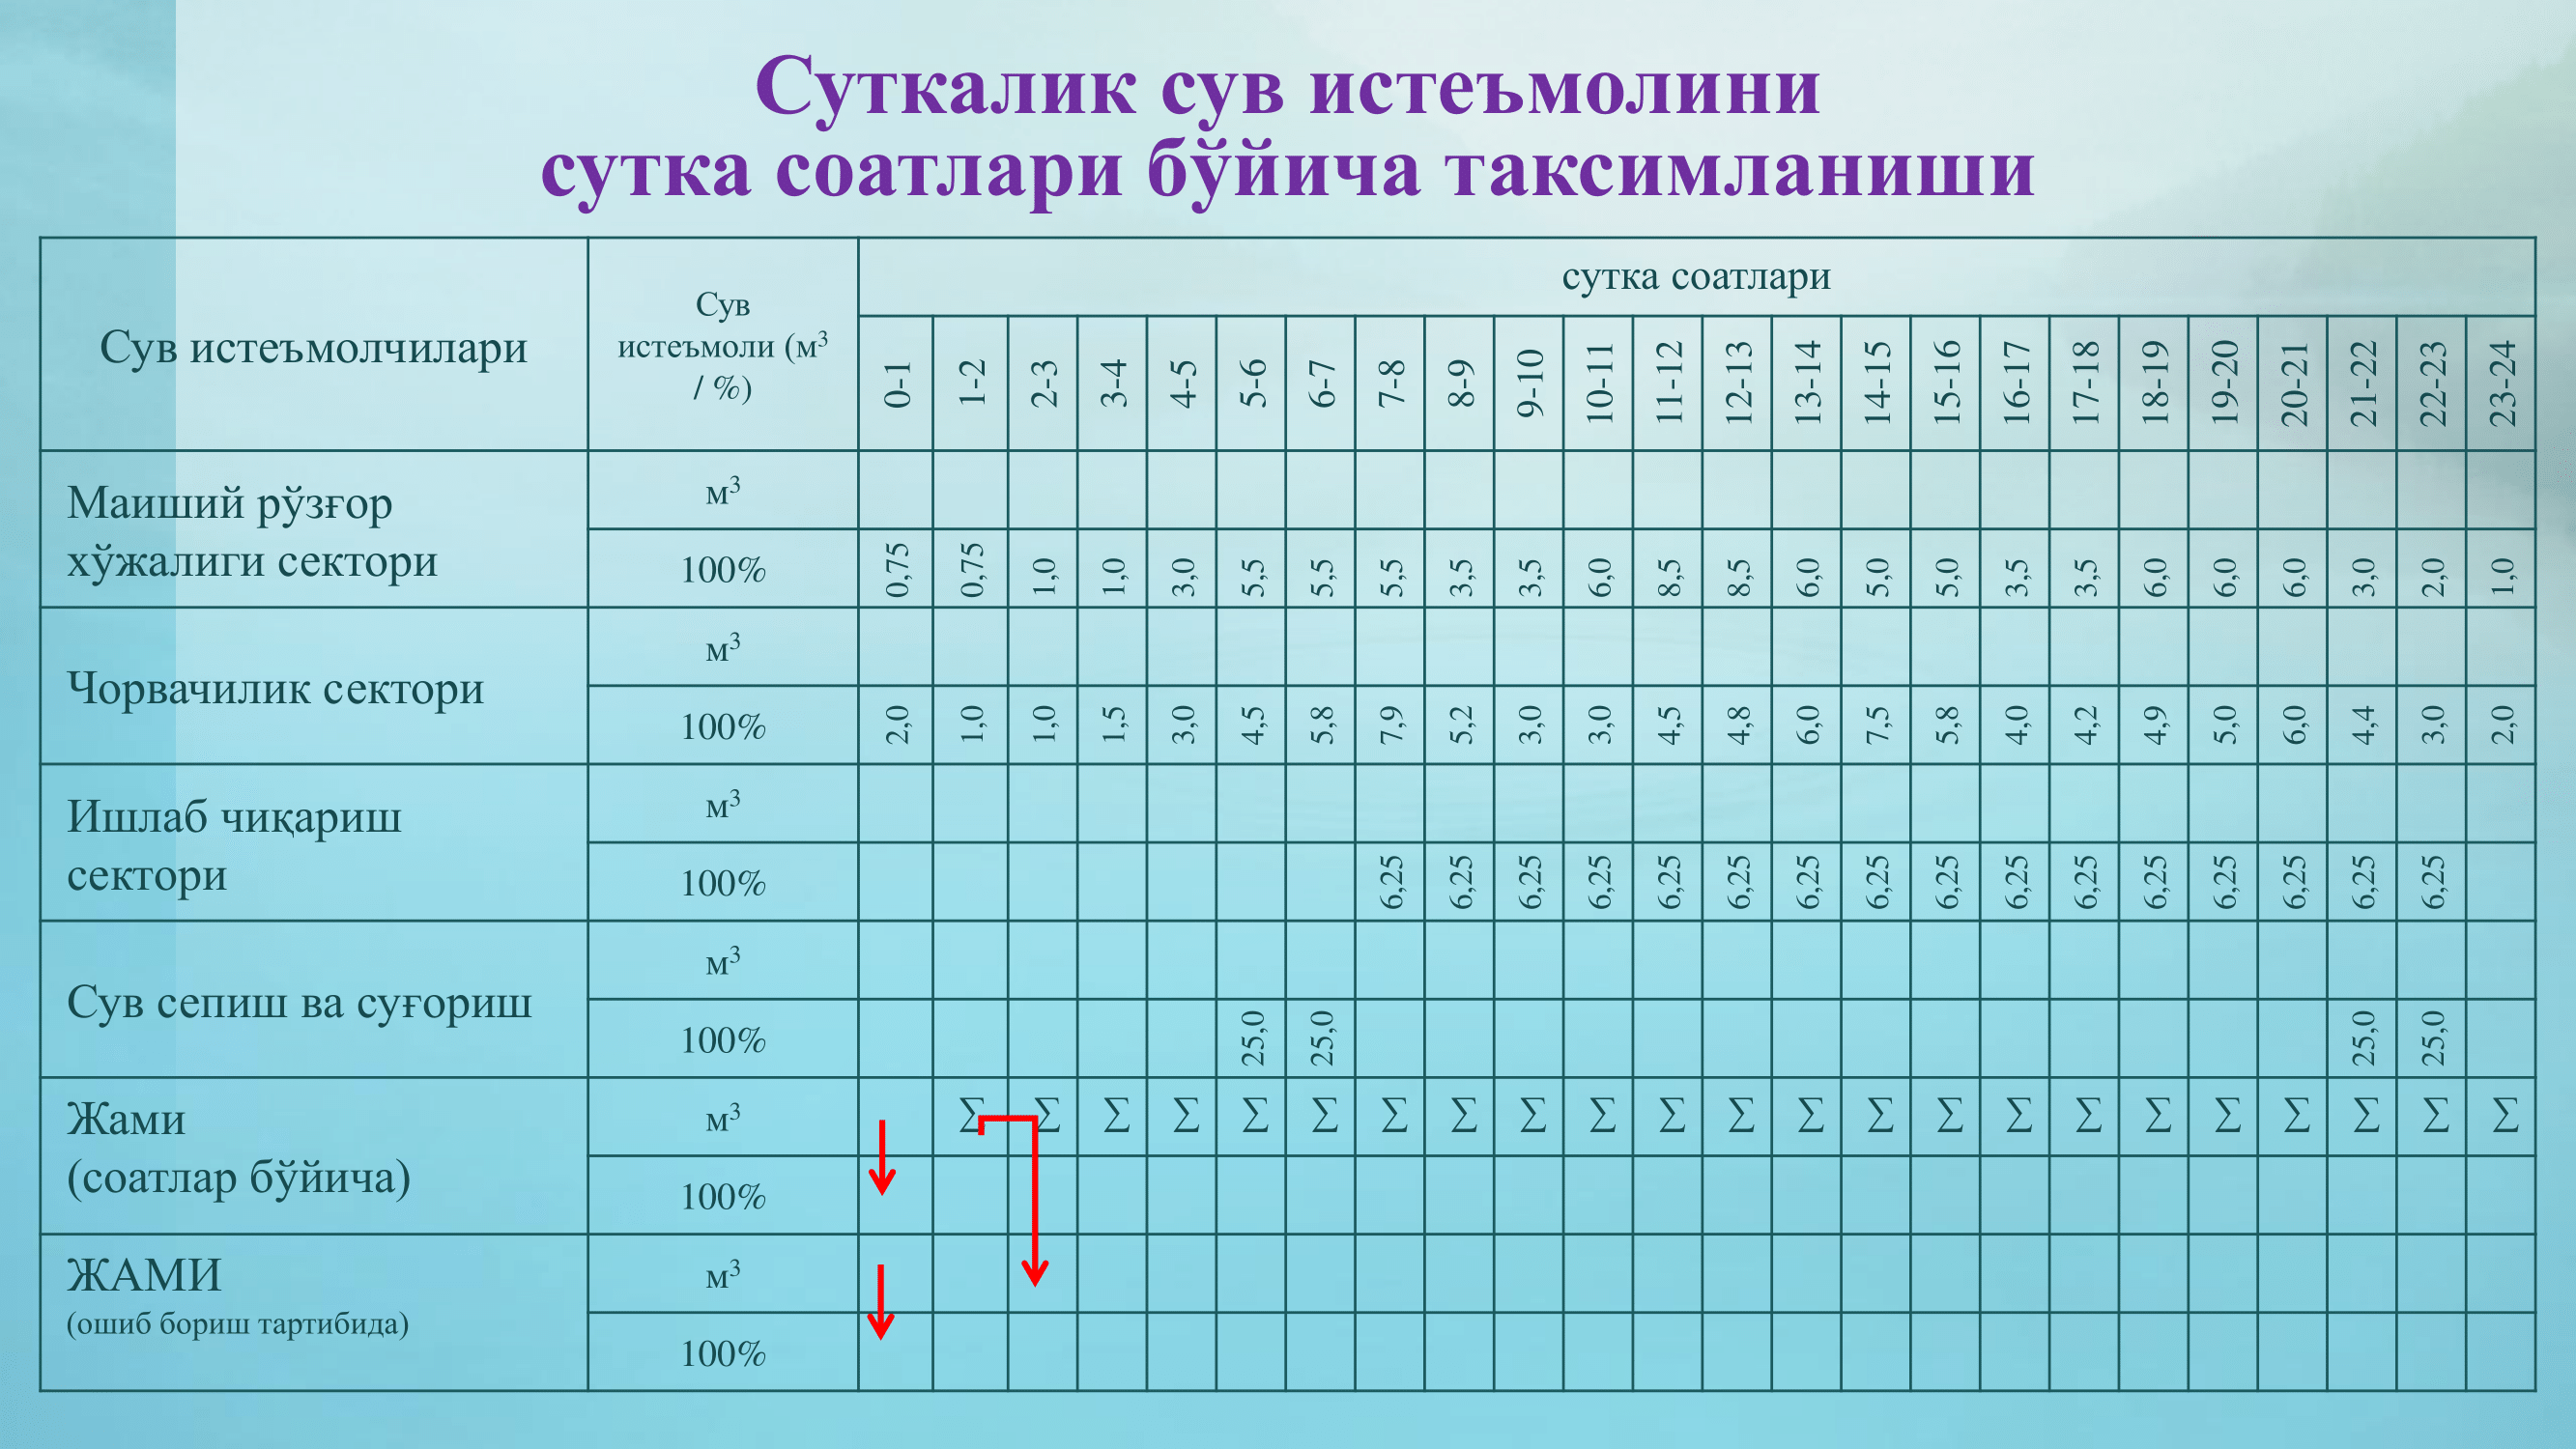 Суткалик сув истеъмолини
сутка соатлари бўйича таксимланиши
Сув истеъмолчилари
Сув
истеъмоли (м³
/ %)
сутка соатлари
0-1 1-2 2-3 3-4 4-5 5-6 6-7 7-8 8-9 9-10 10-11 11-12 12-13 13-14 14-15 15-16 16-17 17-18 18-19 19-20 20-21 21-22 22-23 23-24
Маиший рўзғор
хўжалиги сектори
м³
100% 0,75 0,75 1,0 1,0 3,0 5,5 5,5 5,5 3,5 3,5 6,0 8,5 8,5 6,0 5,0 5,0 3,5 3,5 6,0 6,0 6,0 3,0 2,0 1,0
Чорвачилик сектори
м³
100% 2,0 1,0 1,0 1,5 3,0 4,5 5,8 7,9 5,2 3,0 3,0 4,5 4,8 6,0 7,5 5,8 4,0 4,2 4,9 5,0 6,0 4,4 3,0 2,0
Ишлаб чиқариш
сектори
м³
100% 6,25 6,25 6,25 6,25 6,25 6,25 6,25 6,25 6,25 6,25 6,25 6,25 6,25 6,25 6,25 6,25
Сув сепиш ва суғориш
м³
100% 25,0 25,0 25,0 25,0
Жами
(соатлар бўйича)
м³ ∑ ∑ ∑ ∑ ∑ ∑ ∑ ∑ ∑ ∑ ∑ ∑ ∑ ∑ ∑ ∑ ∑ ∑ ∑ ∑ ∑ ∑ ∑
100%
ЖАМИ
(ошиб бориш тартибида)
м³
100%